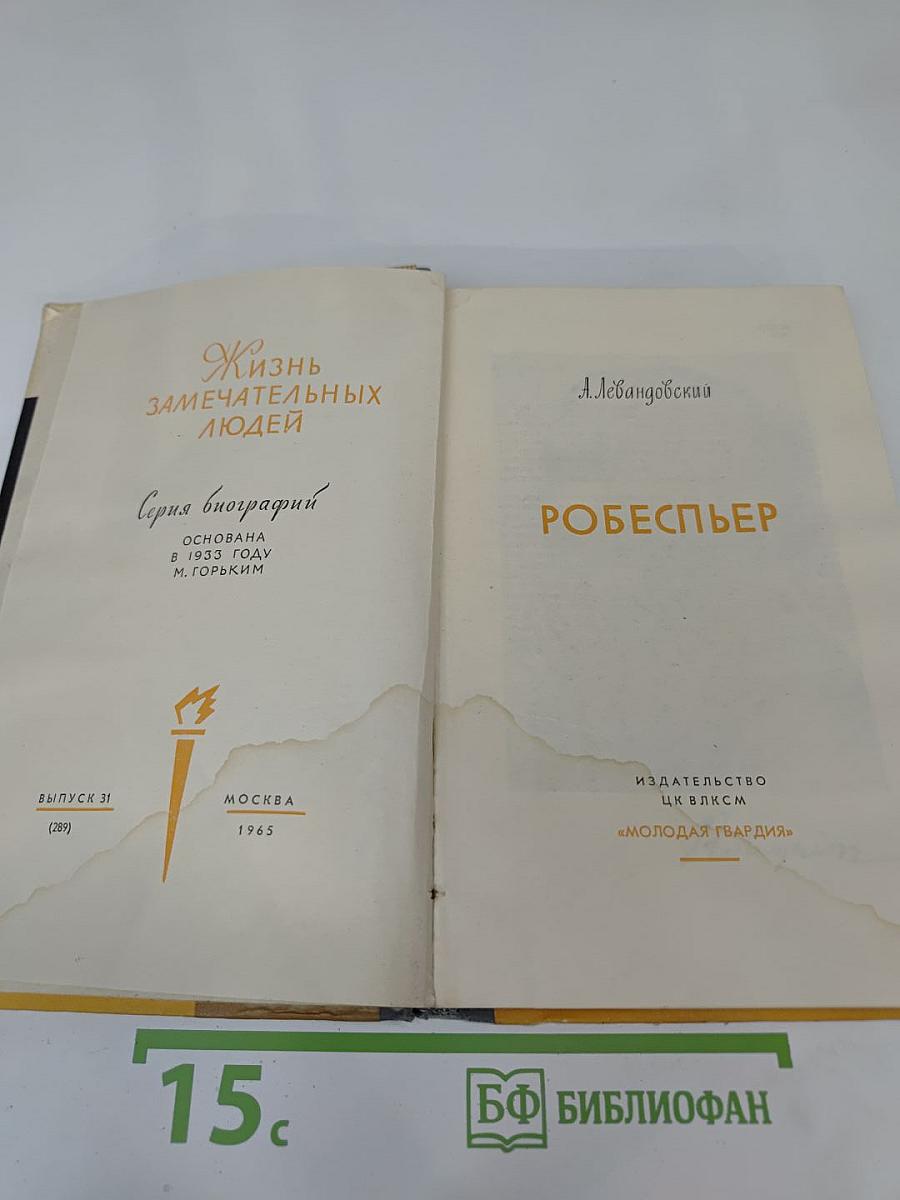 Жизнь
ЗАМЕЧАТЕЛЬНЫХ
ЛЮДЕЙ
Серия биографий
ОСНОВАНА
В 1933 ГОДУ
М. ГОРЬКИМ
ВЫПУСК 31
(289)
МОСКВА
1965
А. Левандовский
РОБЕСПЬЕР
ИЗДАТЕЛЬСТВО
ЦК ВЛКСМ
«МОЛОДАЯ ГВАРДИЯ»
15 с
БФ БИБЛИОФАН